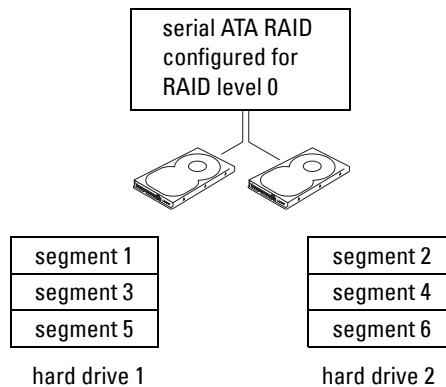 serial ATA RAID
configured for
RAID level 0
segment 1
segment 3
segment 5
hard drive 1
segment 2
segment 4
segment 6
hard drive 2